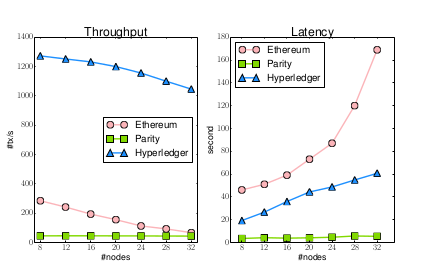 Throughput
1400
1200
1000
800
600
400
200
0
#tx/s
Ethereum
Parity
Hyperledger
8 12 16 20 24 28 32
#nodes
Latency
180
160
140
120
100
80
60
40
20
0
second
Ethereum
Parity
Hyperledger
8 12 16 20 24 28 32
#nodes